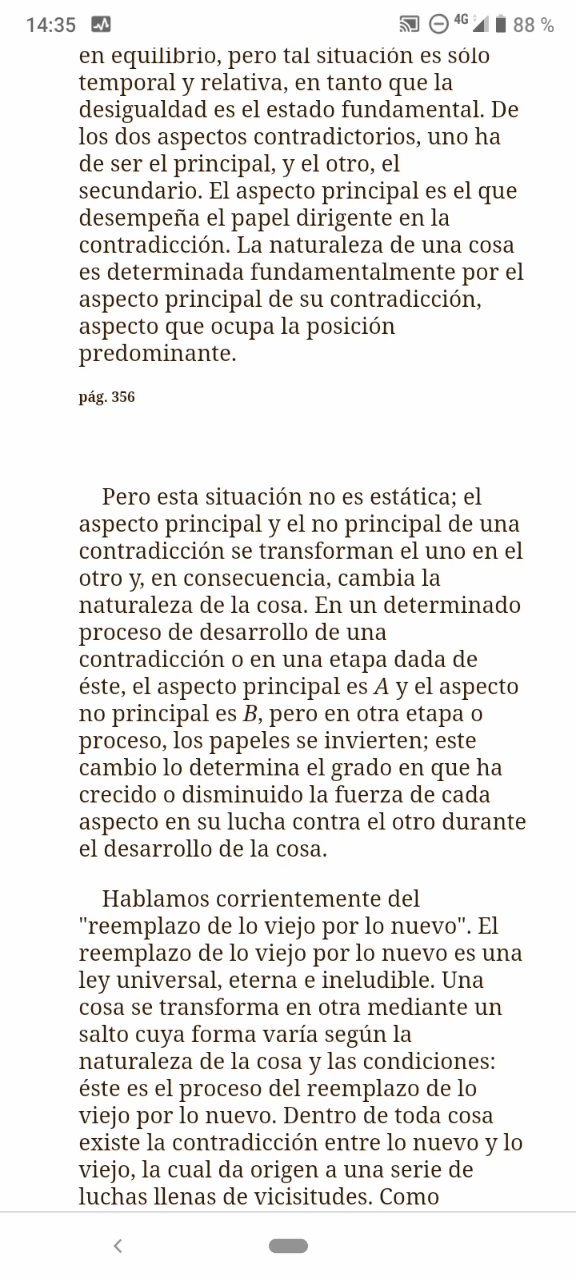 14:35 4G 88 %
en equilibrio, pero tal situación es sólo
temporal y relativa, en tanto que la
desigualdad es el estado fundamental. De
los dos aspectos contradictorios, uno ha
de ser el principal, y el otro, el
secundario. El aspecto principal es el que
desempeña el papel dirigente en la
contradicción. La naturaleza de una cosa
es determinada fundamentalmente por el
aspecto principal de su contradicción,
aspecto que ocupa la posición
predominante.
pág. 356
Pero esta situación no es estática; el
aspecto principal y el no principal de una
contradicción se transforman el uno en el
otro y, en consecuencia, cambia la
naturaleza de la cosa. En un determinado
proceso de desarrollo de una
contradicción o en una etapa dada de
éste, el aspecto principal es A y el aspecto
no principal es B, pero en otra etapa o
proceso, los papeles se invierten; este
cambio lo determina el grado en que ha
crecido o disminuido la fuerza de cada
aspecto en su lucha contra el otro durante
el desarrollo de la cosa.
Hablamos corrientemente del
"reemplazo de lo viejo por lo nuevo". El
reemplazo de lo viejo por lo nuevo es una
ley universal, eterna e ineludible. Una
cosa se transforma en otra mediante un
salto cuya forma varía según la
naturaleza de la cosa y las condiciones:
éste es el proceso del reemplazo de lo
viejo por lo nuevo. Dentro de toda cosa
existe la contradicción entre lo nuevo y lo
viejo, la cual da origen a una serie de
luchas llenas de vicisitudes. Como